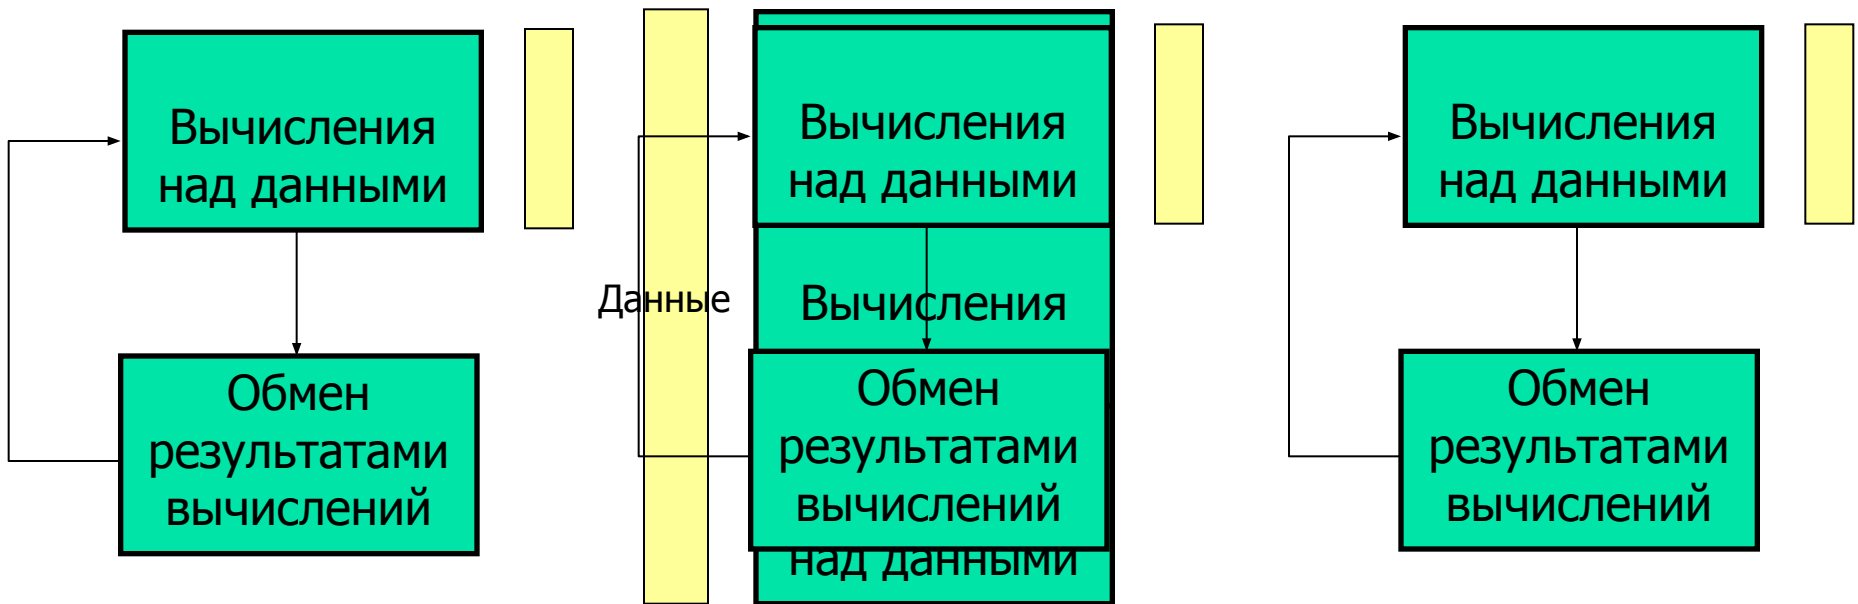 Вычисления
над данными
Обмен
результатами
вычислений
Данные
Вычисления
над данными
Вычисления
Обмен
результатами
вычислений
над данными
Вычисления
над данными
Обмен
результатами
вычислений